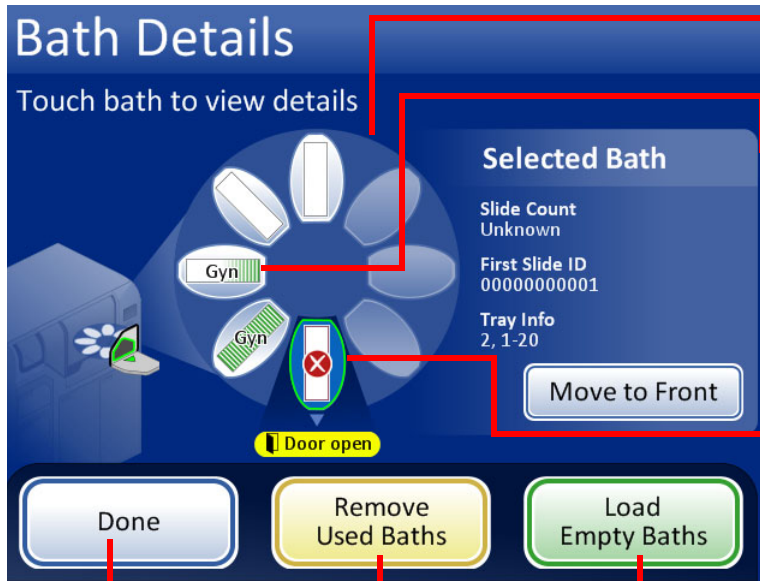 Bath Details
Touch bath to view details
Selected Bath
Slide Count
Unknown
First Slide ID
00000000001
Tray Info
2, 1-20
Move to Front
Gyn
Gyn
Door open
Done
Remove
Used Baths
Load
Empty Baths